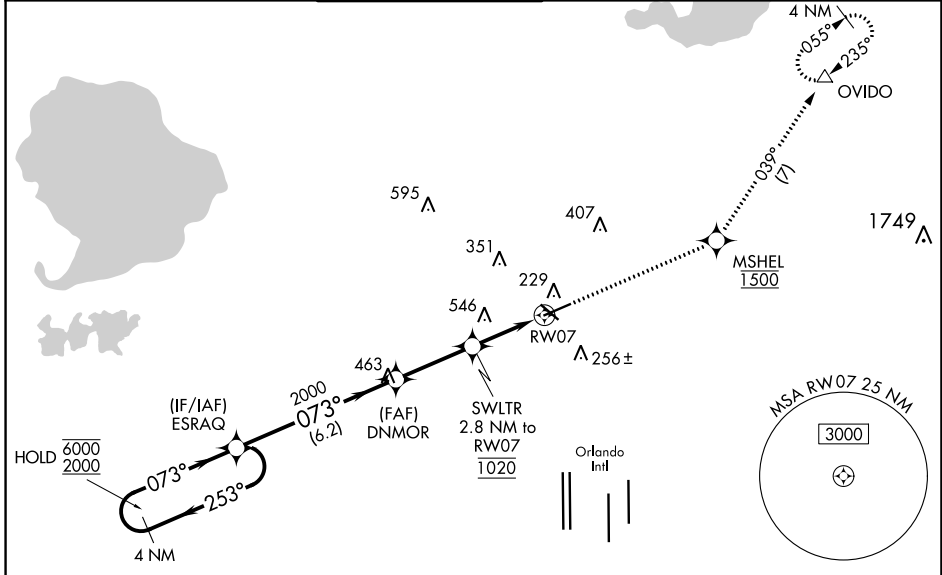 4 NM
055°
235°
OVIDO
039°
(7)
595
407
1749
351
MSHEL
1500
229
546
RW07
256±
463
2000
073°
(6.2)
(IF/IAF)
ESRAQ
(FAF)
DNMOR
SWLTR
2.8 NM to
RW07
1020
MSA RW07 25 NM
3000
HOLD
6000
2000
073°
253°
4 NM
Orlando
Intl